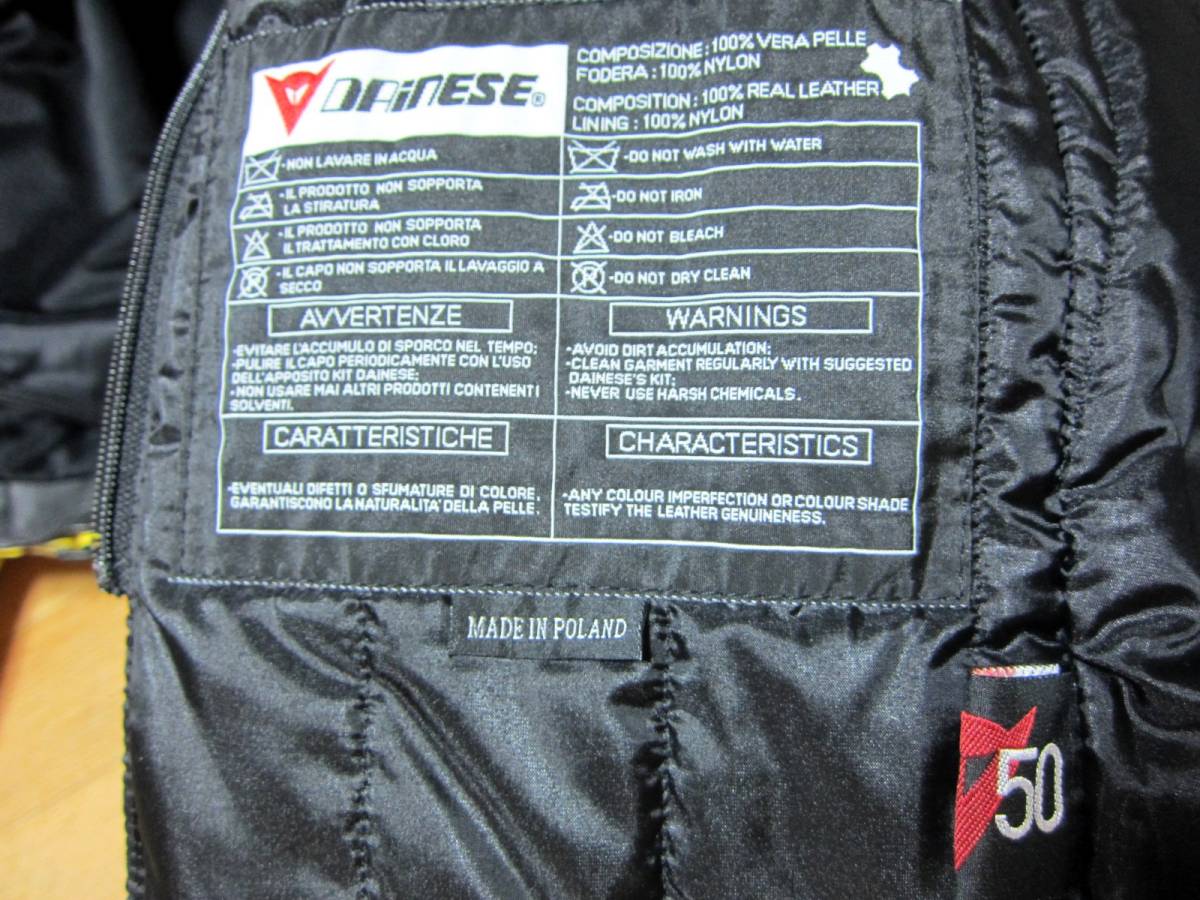 DAINESE®
COMPOSIZIONE : 100% VERA PELLE
FODERA : 100% NYLON
COMPOSITION : 100% REAL LEATHER
LINING : 100% NYLON
-NON LAVARE IN ACQUA
-IL PRODOTTO NON SOPPORTA
LA STIRATURA
-IL PRODOTTO NON SOPPORTA
IL TRATTAMENTO CON CLORO
-IL CAPO NON SOPPORTA IL LAVAGGIO A
SECCO
-DO NOT WASH WITH WATER
-DO NOT IRON
-DO NOT BLEACH
-DO NOT DRY CLEAN
AVVERTENZE
-EVITARE L'ACCUMULO DI SPORCO NEL TEMPO;
-PULIRE IL CAPO PERIODICAMENTE CON L'USO
DELL'APPOSITO KIT DAINESE;
-NON USARE MAI ALTRI PRODOTTI CONTENENTI
SOLVENTI.
WARNINGS
-AVOID DIRT ACCUMULATION;
-CLEAN GARMENT REGULARLY WITH SUGGESTED
DAINESE'S KIT;
-NEVER USE HARSH CHEMICALS.
CARATTERISTICHE
-EVENTUALI DIFETTI O SFUMATURE DI COLORE,
GARANTISCONO LA NATURALITA' DELLA PELLE.
CHARACTERISTICS
-ANY COLOUR IMPERFECTION OR COLOUR SHADE
TESTIFY THE LEATHER GENUINENESS.
MADE IN POLAND
50